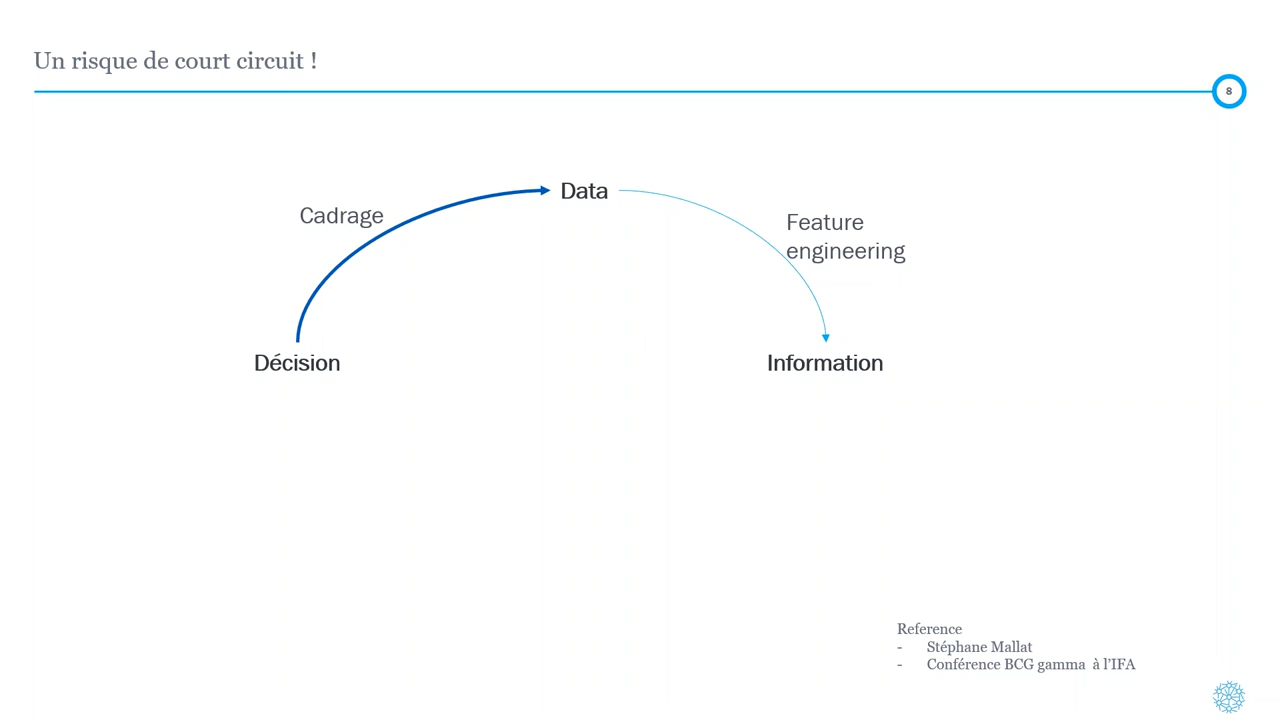 Un risque de court circuit !
8
Data
Cadrage
Feature
engineering
Décision
Information
Reference
- Stéphane Mallat
- Conférence BCG gamma à l'IFA